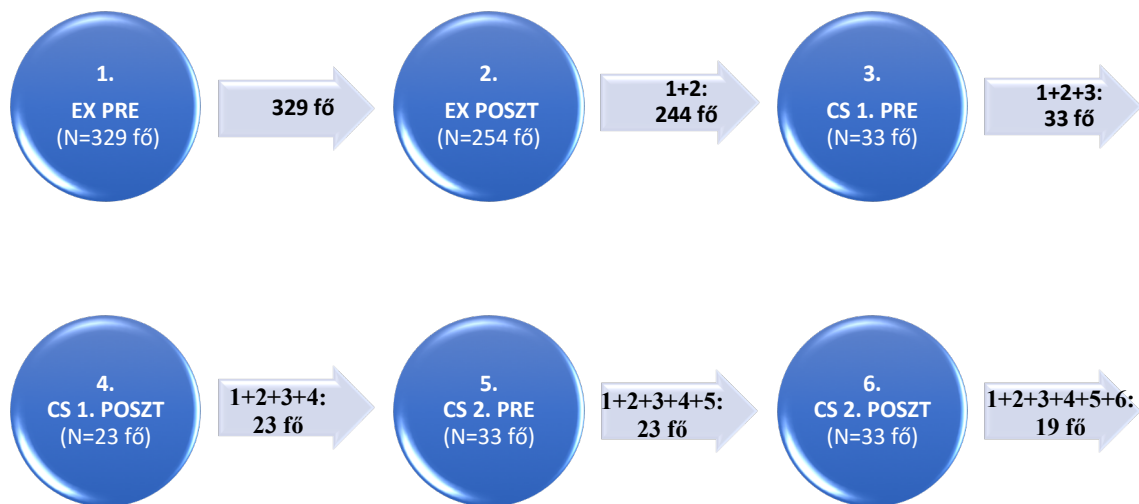 1.
EX PRE
(N=329 fő)
329 fő
2.
EX POSZT
(N=254 fő)
1+2:
244 fő
3.
CS 1. PRE
(N=33 fő)
1+2+3:
33 fő
4.
CS 1. POSZT
(N=23 fő)
1+2+3+4:
23 fő
5.
CS 2. PRE
(N=33 fő)
1+2+3+4+5:
23 fő
6.
CS 2. POSZT
(N=33 fő)
1+2+3+4+5+6:
19 fő